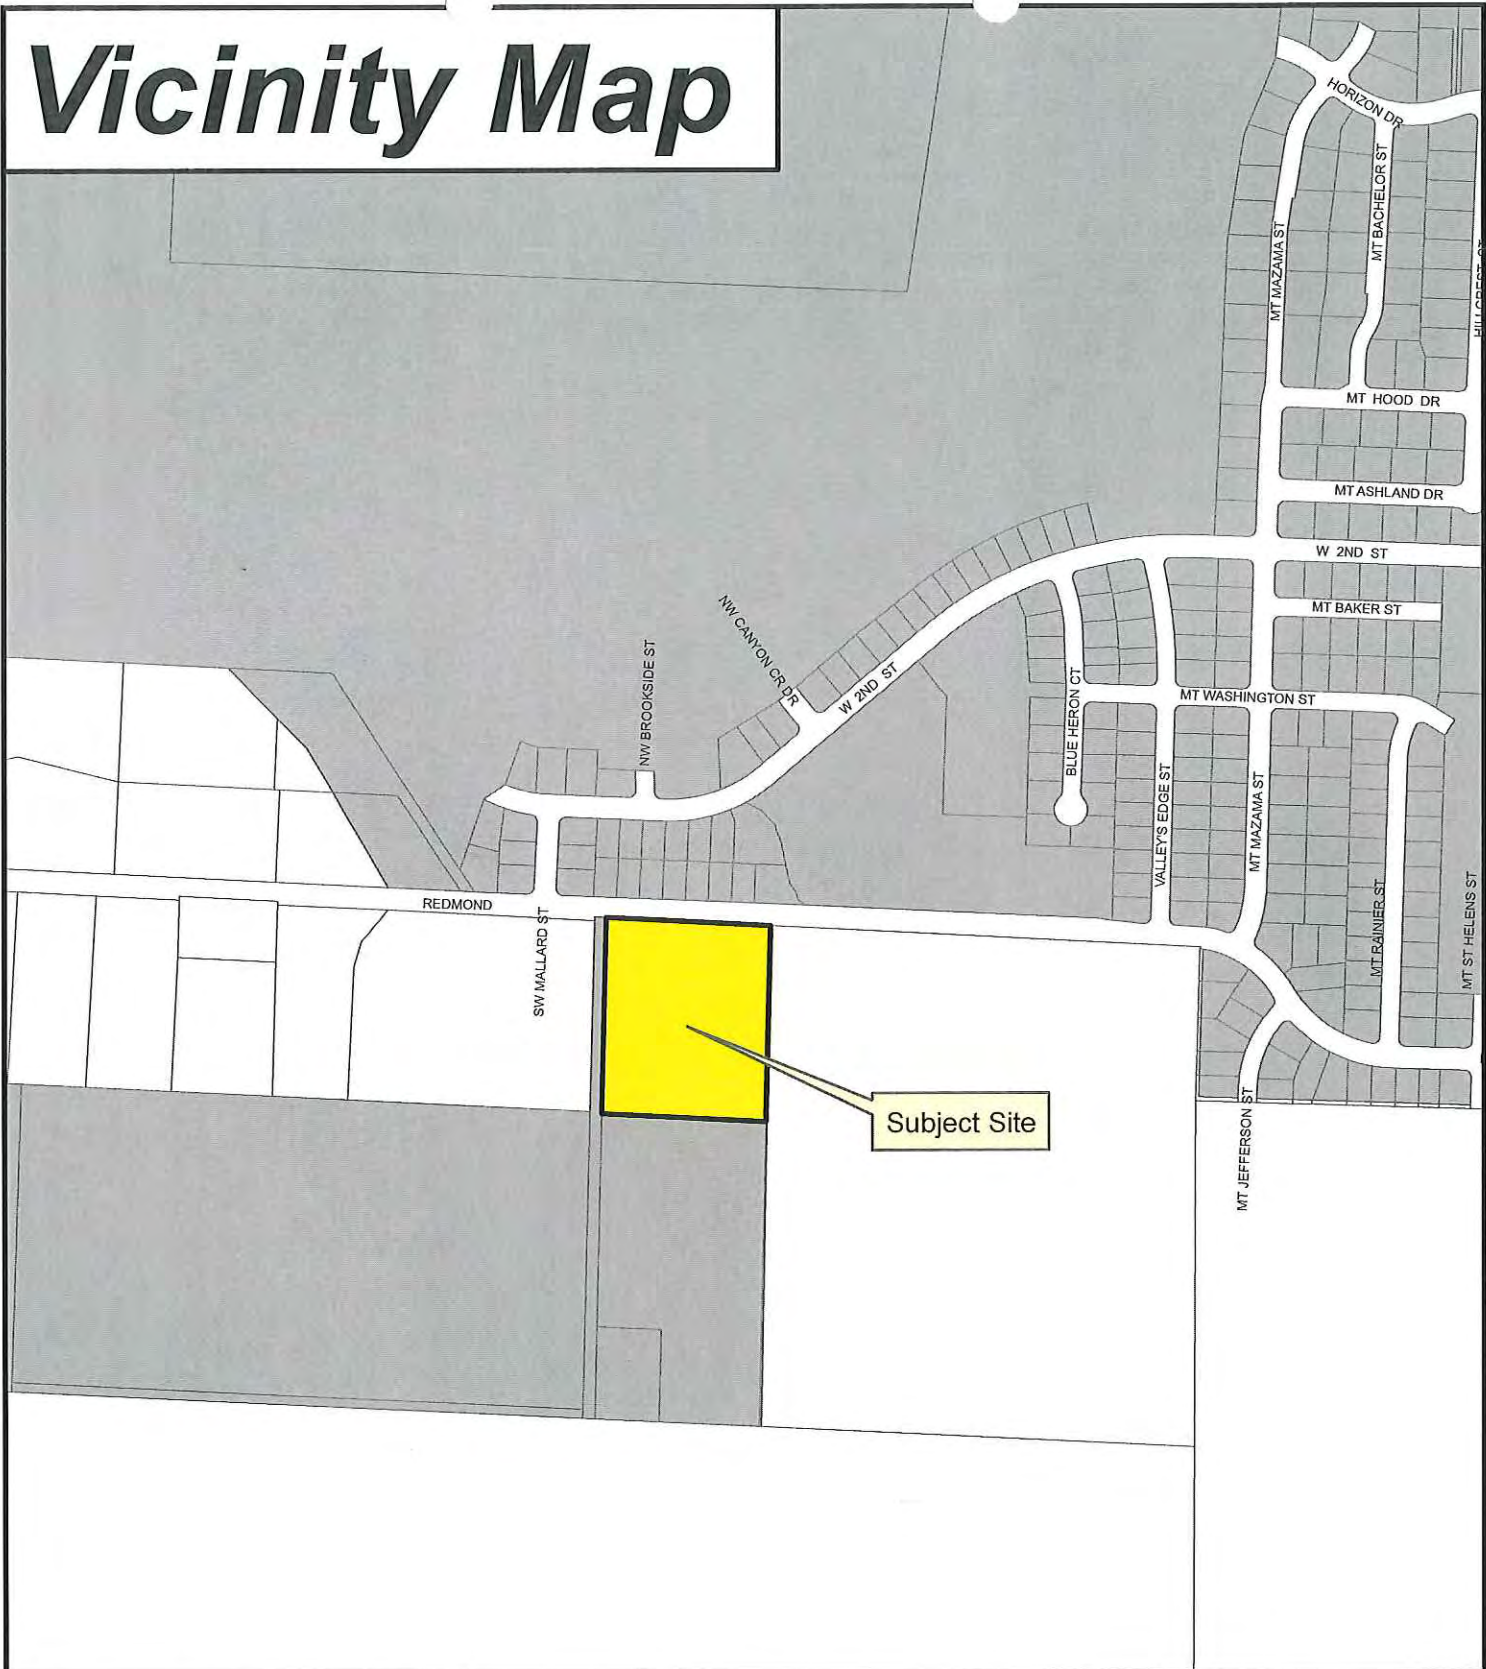 Vicinity Map
HORIZON DR
MT BACHELOR ST
MT MAZAMA ST
HILLCREST ST
MT HOOD DR
MT ASHLAND DR
W 2ND ST
MT BAKER ST
NW CANYON CR DR
NW BROOKSIDE ST
W 2ND ST
BLUE HERON CT
MT WASHINGTON ST
VALLEY'S EDGE ST
MT MAZAMA ST
MT RAINIER ST
MT ST HELENS ST
REDMOND
SW MALLARD ST
Subject Site
MT JEFFERSON ST